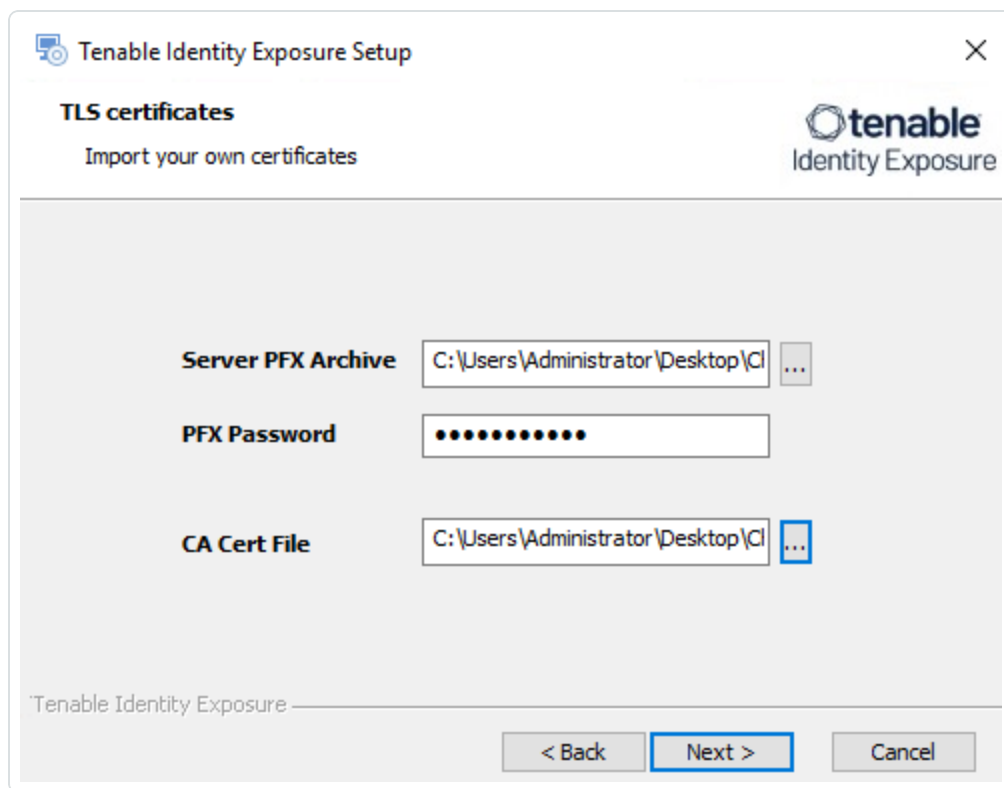 Tenable Identity Exposure Setup
TLS certificates
Import your own certificates
tenable
Identity Exposure
Server PFX Archive C:\Users\Administrator\Desktop\Cl ...
PFX Password •••••••••••
CA Cert File C:\Users\Administrator\Desktop\Cl ...
Tenable Identity Exposure
< Back Next > Cancel